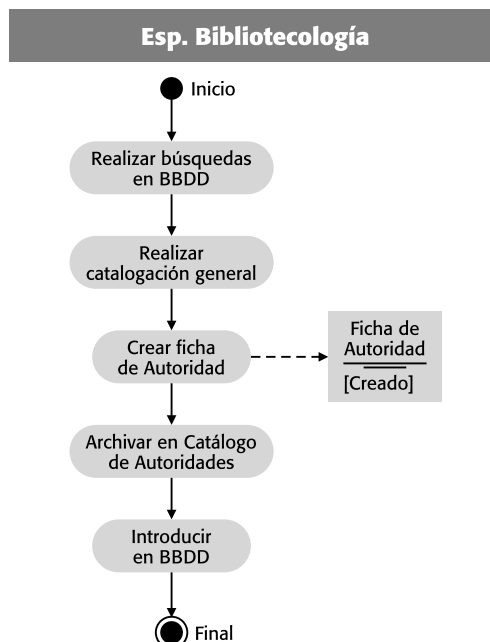 Esp. Bibliotecología
Inicio
Realizar búsquedas
en BBDD
Realizar
catalogación general
Crear ficha
de Autoridad
Ficha de
Autoridad
[Creado]
Archivar en Catálogo
de Autoridades
Introducir
en BBDD
Final